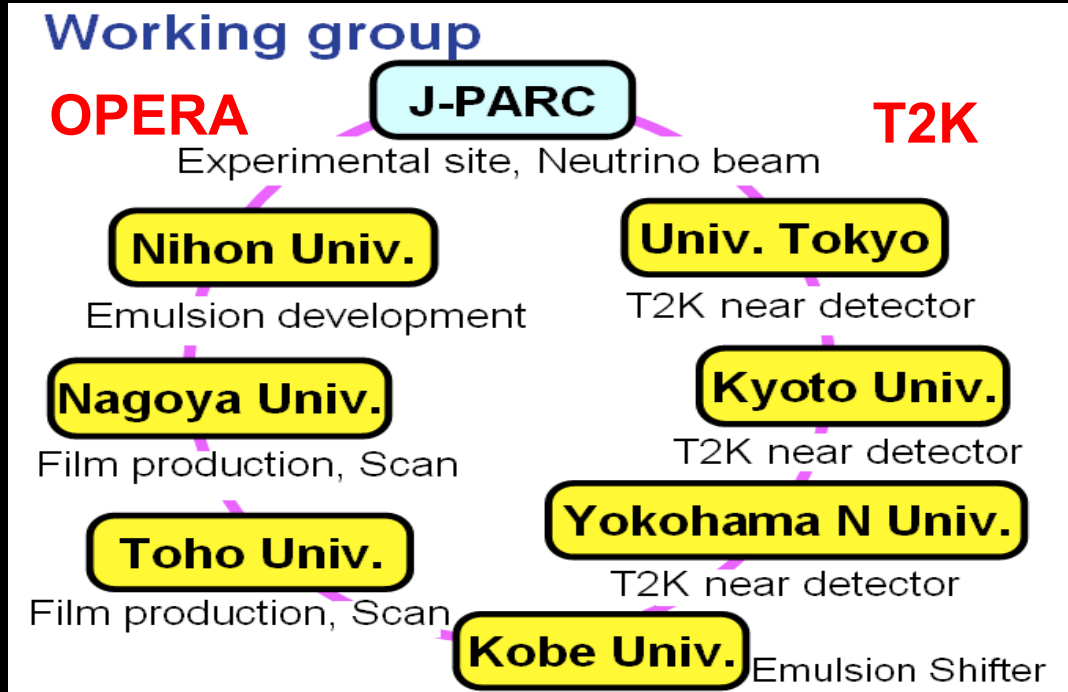 Working group
OPERA
J-PARC
T2K
Experimental site, Neutrino beam
Nihon Univ.
Univ. Tokyo
Emulsion development
T2K near detector
Nagoya Univ.
Kyoto Univ.
Film production, Scan
T2K near detector
Toho Univ.
Yokohama N Univ.
Film production, Scan
T2K near detector
Kobe Univ.
Emulsion Shifter